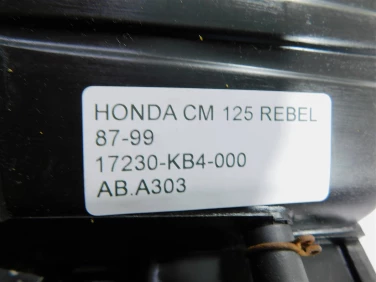 HONDA CM 125 REBEL
87-99
17230-KB4-000
AB.A303